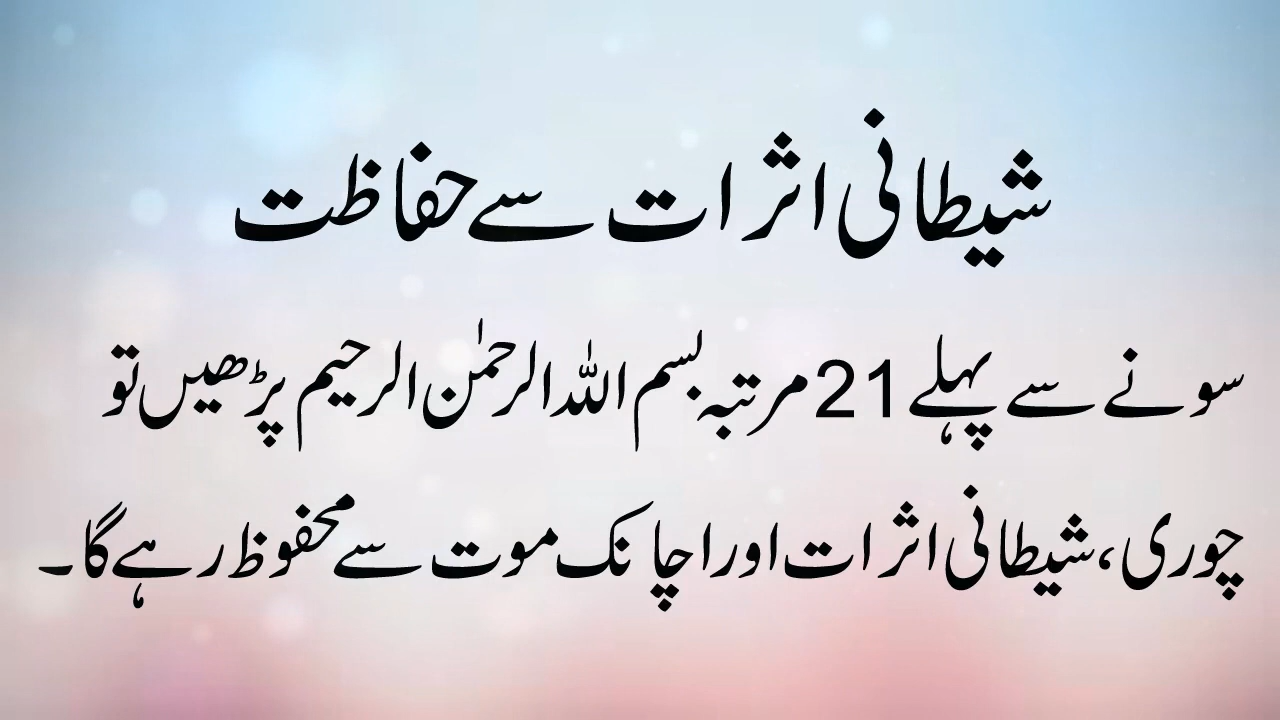 شیطانی اثرات سے حفاظت
سونے سے پہلے 21 مرتبہ بسم اللہ الرحمٰن الرحیم پڑھیں تو
چوری، شیطانی اثرات اور اچانک موت سے محفوظ رہے گا۔